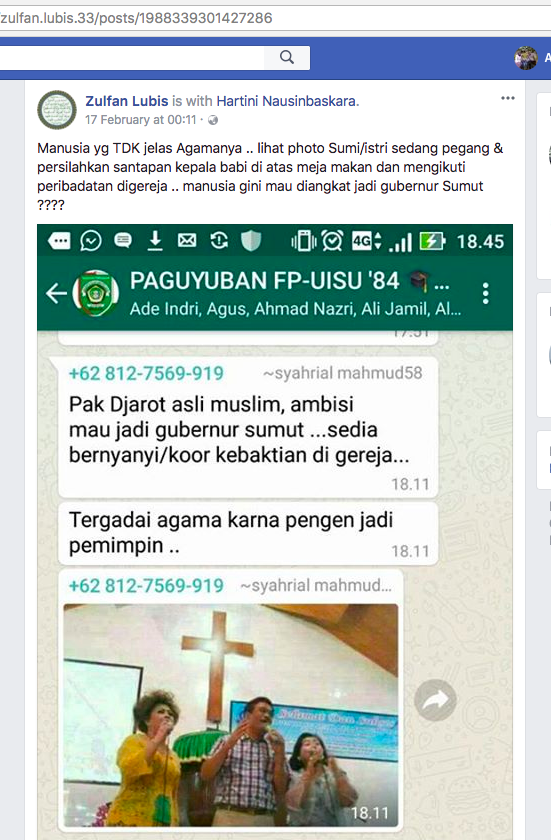 zulfan.lubis.33/posts/1988339301427286
Zulfan Lubis is with Hartini Nausinbaskara.
17 February at 00:11 ·
Manusia yg TDK jelas Agamanya .. lihat photo Sumi/istri sedang pegang &
persilahkan santapan kepala babi di atas meja makan dan mengikuti
peribadatan digereja .. manusia gini mau diangkat jadi gubernur Sumut
????
4G 18.45
PAGUYUBAN FP-UISU '84 ...
Ade Indri, Agus, Ahmad Nazri, Ali Jamil, Al...
17.51
+62 812-7569-919 ~syahrial mahmud58
Pak Djarot asli muslim, ambisi
mau jadi gubernur sumut ...sedia
bernyanyi/koor kebaktian di gereja...
18.11
Tergadai agama karna pengen jadi
pemimpin ..
18.11
+62 812-7569-919 ~syahrial mahmud...
Selamat Dan
18.11